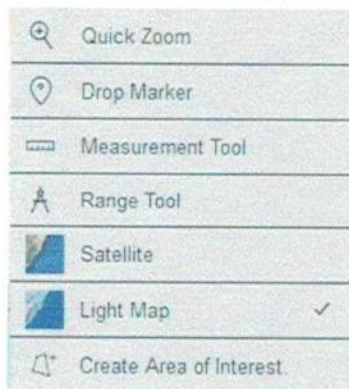 Quick Zoom
Drop Marker
Measurement Tool
Range Tool
Satellite
Light Map
Create Area of Interest.